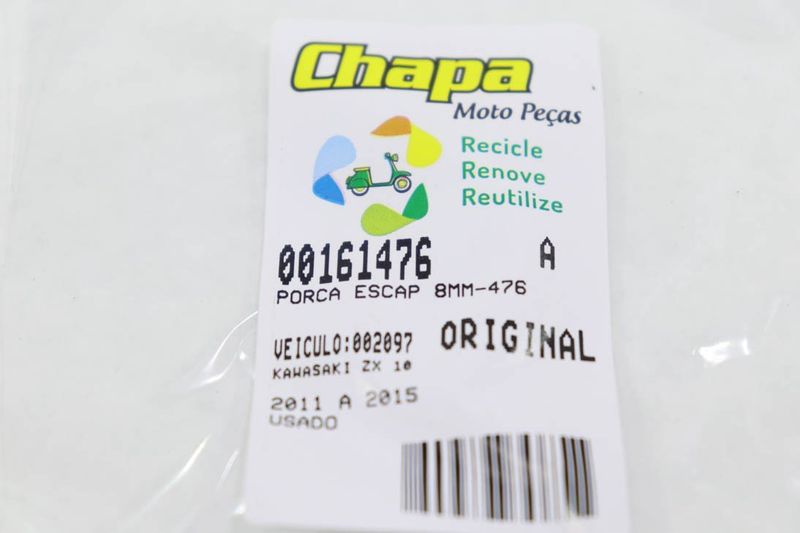 Chapa
Moto Peças
Recicle
Renove
Reutilize
00161476 A
PORCA ESCAP 8MM-476
VEICULO:002097 ORIGINAL
KAWASAKI ZX 10
2011 A 2015
USADO